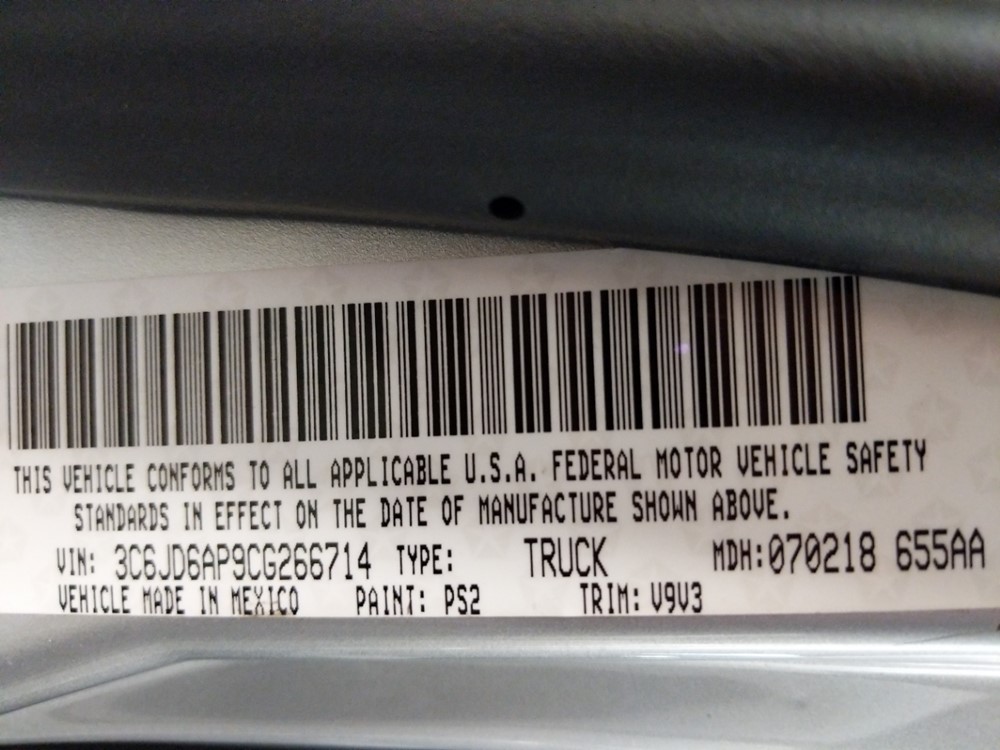 THIS VEHICLE CONFORMS TO ALL APPLICABLE U.S.A. FEDERAL MOTOR VEHICLE SAFETY
STANDARDS IN EFFECT ON THE DATE OF MANUFACTURE SHOWN ABOVE.
VIN: 3C6JD6AP9CG266714 TYPE: TRUCK MDH:070218 655AA
VEHICLE MADE IN MEXICO PAINT: PS2 TRIM: V9V3